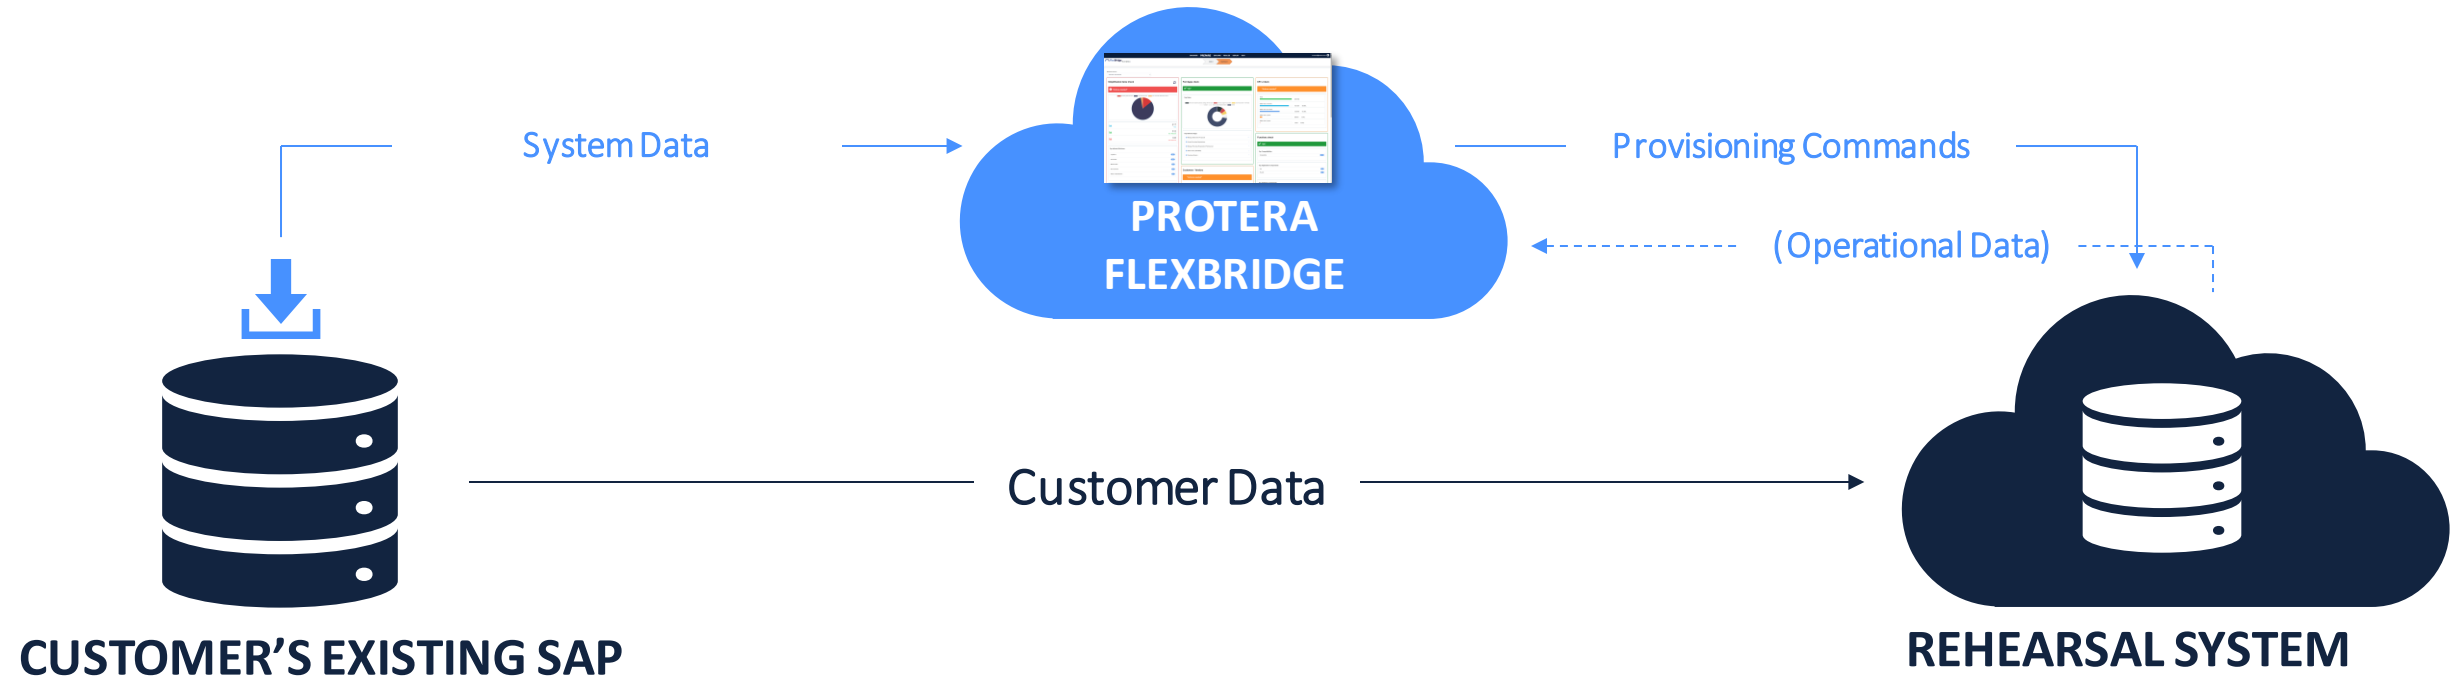 System Data
Provisioning Commands
PROTERA
FLEXBRIDGE
(Operational Data)
Customer Data
CUSTOMER’S EXISTING SAP
REHEARSAL SYSTEM